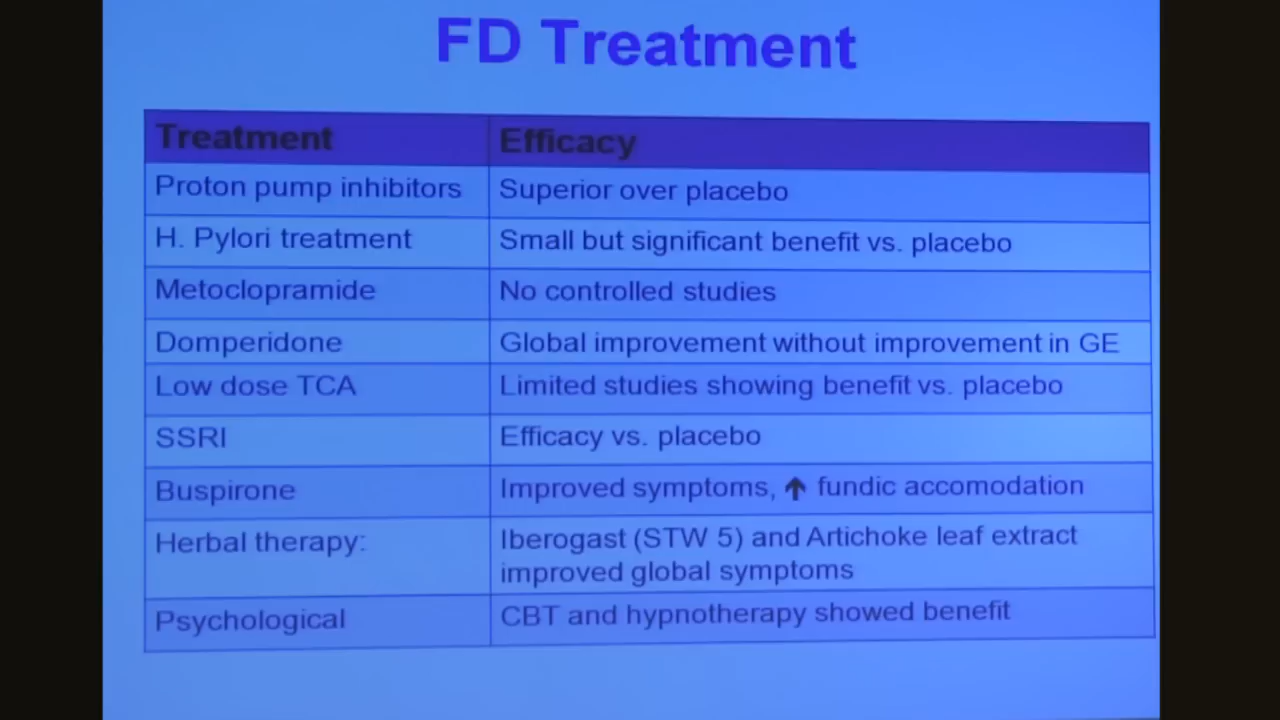 FD Treatment
Treatment Efficacy
Proton pump inhibitors Superior over placebo
H. Pylori treatment Small but significant benefit vs. placebo
Metoclopramide No controlled studies
Domperidone Global improvement without improvement in GE
Low dose TCA Limited studies showing benefit vs. placebo
SSRI Efficacy vs. placebo
Buspirone Improved symptoms, ↑ fundic accomodation
Herbal therapy: Iberogast (STW 5) and Artichoke leaf extract
improved global symptoms
Psychological CBT and hypnotherapy showed benefit